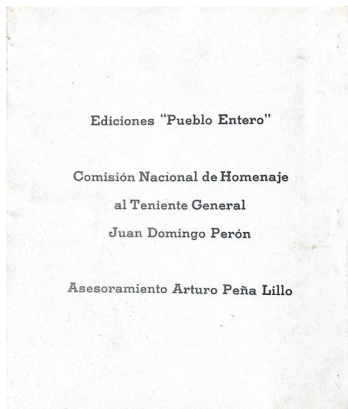 Ediciones "Pueblo Entero"
Comisión Nacional de Homenaje
al Teniente General
Juan Domingo Perón
Asesoramiento Arturo Peña Lillo